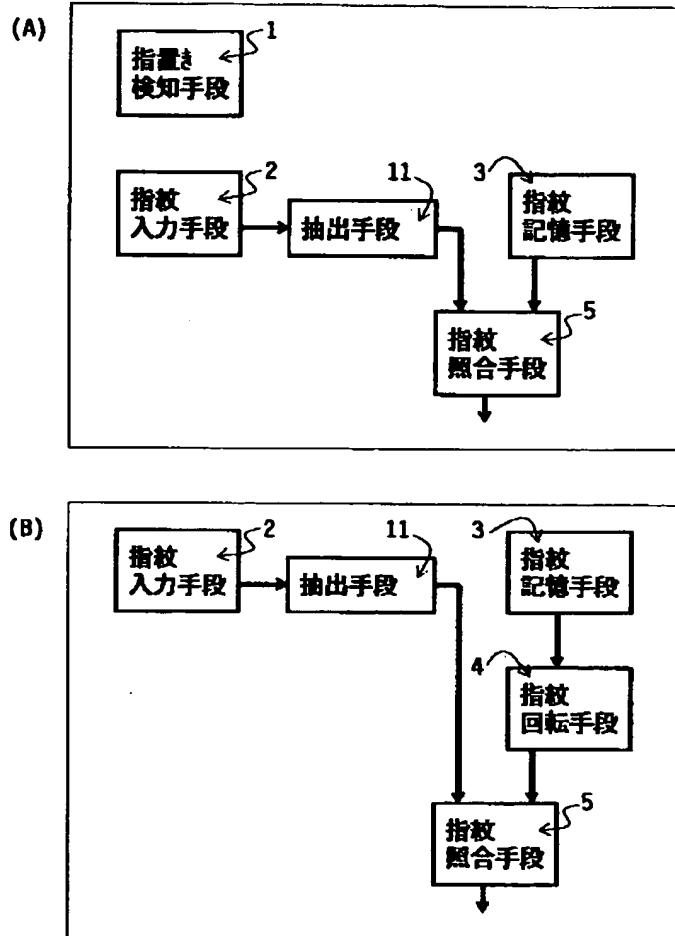 (A)
1
指置き
検知手段
2
指紋
入力手段
11
抽出手段
3
指紋
記憶手段
5
指紋
照合手段
(B)
2
指紋
入力手段
11
抽出手段
3
指紋
記憶手段
4
指紋
回転手段
5
指紋
照合手段